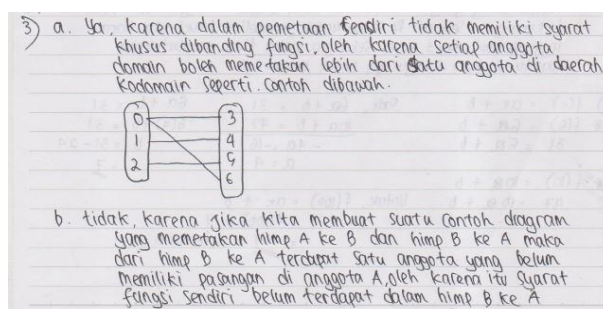 3) a. Ya, karena dalam pemetaan sendiri tidak memiliki syarat
khusus dibanding fungsi, oleh karena setiap anggota
domain boleh memetakan lebih dari satu anggota di daerah
kodomain seperti contoh dibawah.
0 3
1 4
2 5
6
b. tidak, karena jika kita membuat suatu contoh diagram
yang memetakan himp A ke B dan himp B ke A maka
dari himp B ke A terdapat satu anggota yang belum
memiliki pasangan di anggota A, oleh karena itu syarat
fungsi sendiri belum terdapat dalam himp B ke A